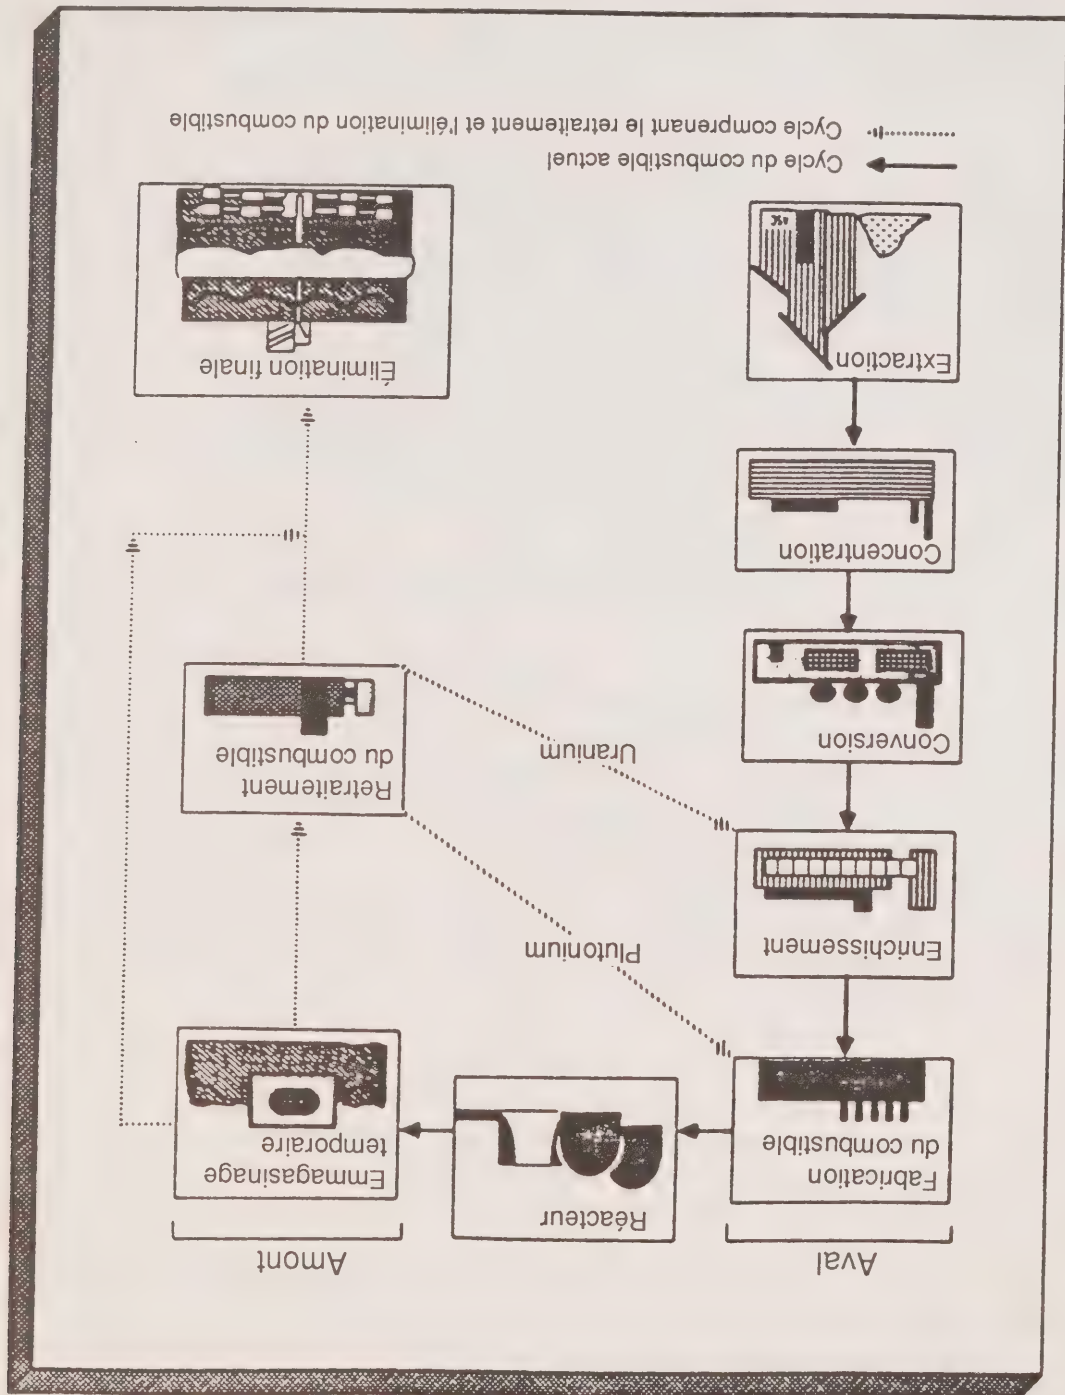 Aval
Amont
Fabrication
du combustible
Réacteur
Emmagasinage
temporaire
Enrichissement
Plutonium
Conversion
Uranium
Retraitement
du combustible
Concentration
Extraction
Élimination finale
Cycle du combustible actuel
Cycle comprenant le retraitement et l'élimination du combustible